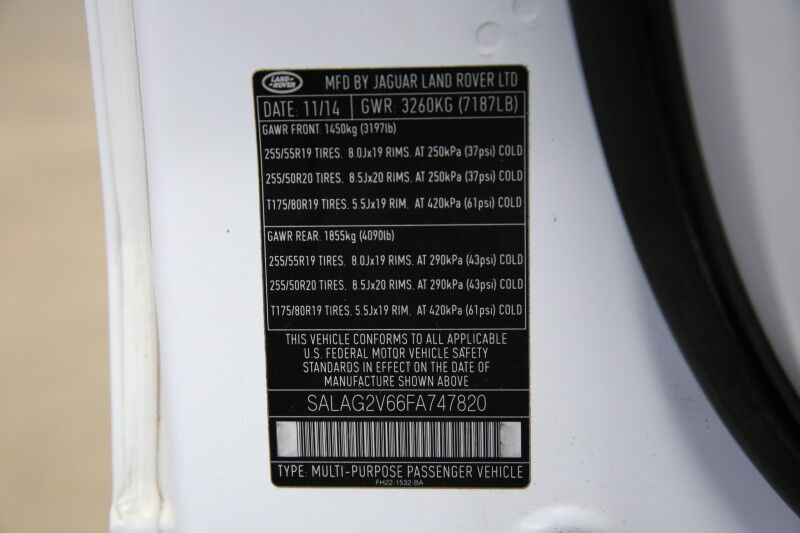 LAND-ROVER
MFD BY JAGUAR LAND ROVER LTD
DATE: 11/14 GWR: 3260KG (7187LB)
GAWR FRONT. 1450kg (3197lb)
255/55R19 TIRES. 8.0Jx19 RIMS. AT 250kPa (37psi) COLD
255/50R20 TIRES. 8.5Jx20 RIMS. AT 250kPa (37psi) COLD
T175/80R19 TIRES. 5.5Jx19 RIM. AT 420kPa (61psi) COLD
GAWR REAR. 1855kg (4090lb)
255/55R19 TIRES. 8.0Jx19 RIMS. AT 290kPa (43psi) COLD
255/50R20 TIRES. 8.5Jx20 RIMS. AT 290kPa (43psi) COLD
T175/80R19 TIRES. 5.5Jx19 RIM. AT 420kPa (61psi) COLD
THIS VEHICLE CONFORMS TO ALL APPLICABLE
U.S. FEDERAL MOTOR VEHICLE SAFETY
STANDARDS IN EFFECT ON THE DATE OF
MANUFACTURE SHOWN ABOVE
SALAG2V66FA747820
TYPE: MULTI-PURPOSE PASSENGER VEHICLE
FH22-1532-BA